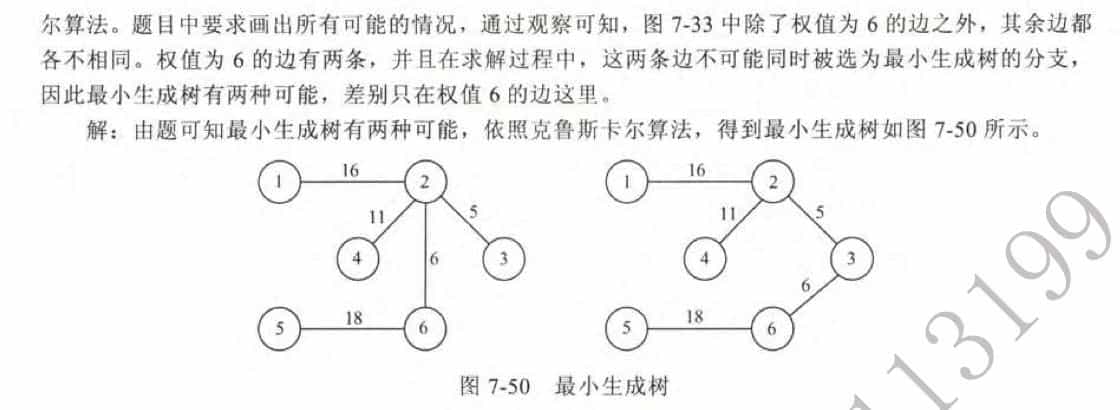 尔算法。题目中要求画出所有可能的情况，通过观察可知，图 7-33 中除了权值为 6 的边之外，其余边都
各不相同。权值为 6 的边有两条，并且在求解过程中，这两条边不可能同时被选为最小生成树的分支，
因此最小生成树有两种可能，差别只在权值 6 的边这里。
解：由题可知最小生成树有两种可能，依照克鲁斯卡尔算法，得到最小生成树如图 7-50 所示。
1 16 2
11 5
4 6 3
5 18 6
1 16 2
11 5
4 3
6
5 18 6
图 7-50 最小生成树
113199